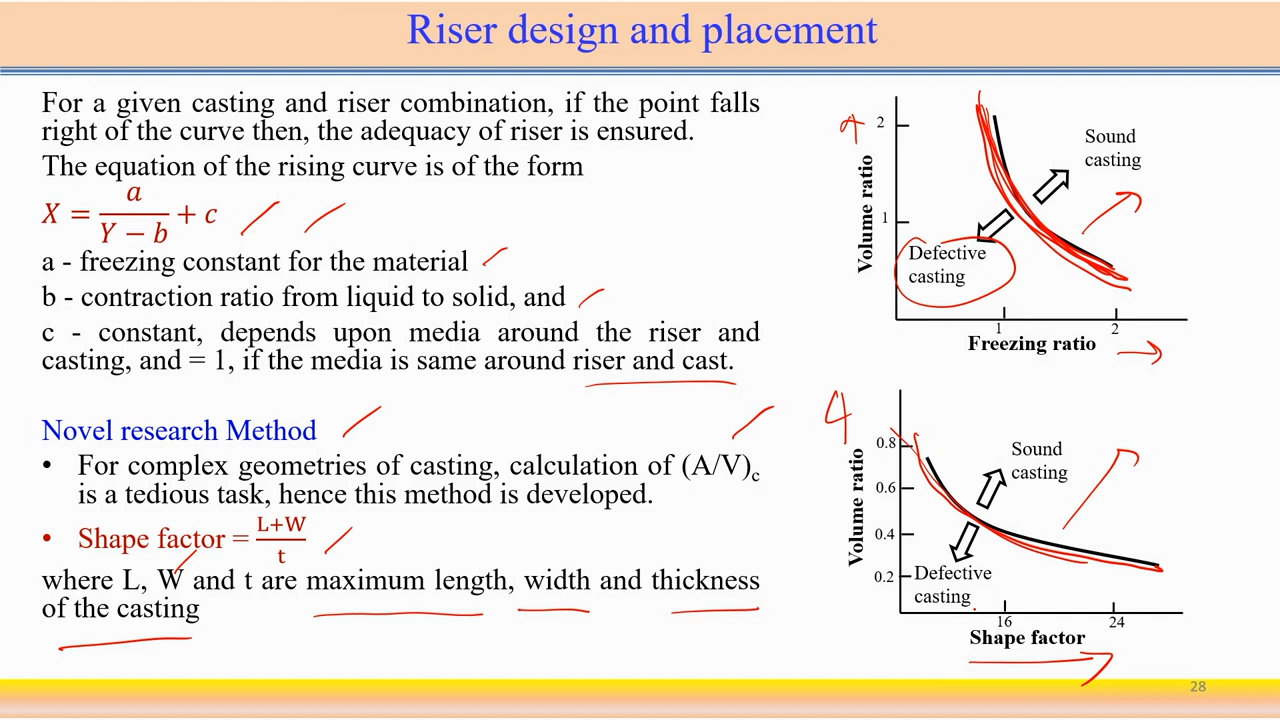 Riser design and placement
For a given casting and riser combination, if the point falls
right of the curve then, the adequacy of riser is ensured.
The equation of the rising curve is of the form
X = a / (Y − b) + c
a - freezing constant for the material
b - contraction ratio from liquid to solid, and
c - constant, depends upon media around the riser and
casting, and = 1, if the media is same around riser and cast.
Novel research Method
• For complex geometries of casting, calculation of (A/V)c
is a tedious task, hence this method is developed.
• Shape factor = L+W / t
where L, W and t are maximum length, width and thickness
of the casting
Volume ratio
2
1
Sound
casting
Defective
casting
1
2
Freezing ratio
Volume ratio
0.8
0.6
0.4
0.2
Sound
casting
Defective
casting
16
24
Shape factor
28